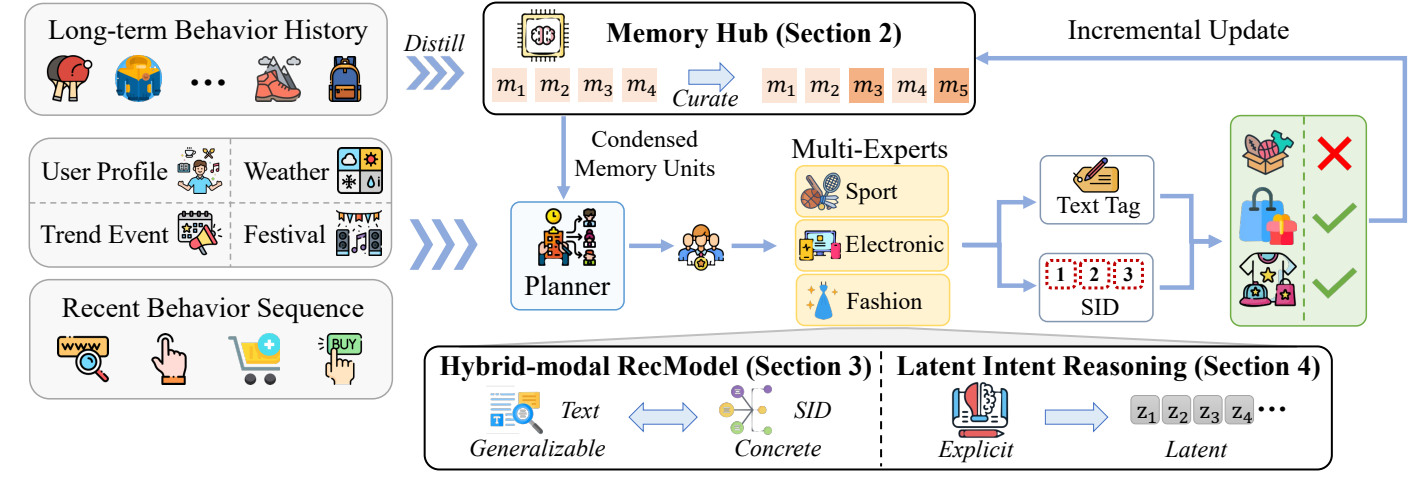 Long-term Behavior History
Distill
Memory Hub (Section 2)
m₁ m₂ m₃ m₄
Curate
m₁ m₂ m₃ m₄ m₅
Incremental Update
User Profile
Weather
Trend Event
Festival
Recent Behavior Sequence
WWW
BUY
Condensed
Memory Units
Planner
Multi-Experts
Sport
Electronic
Fashion
Text Tag
1 2 3
SID
Hybrid-modal RecModel (Section 3)
T
Text
SID
Generalizable
Concrete
Latent Intent Reasoning (Section 4)
z₁ z₂ z₃ z₄ •••
Explicit
Latent